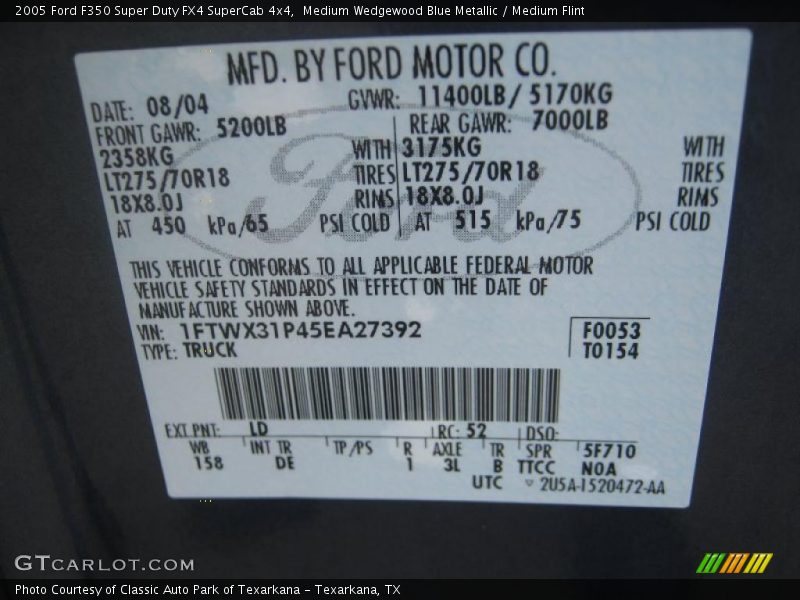 2005 Ford F350 Super Duty FX4 SuperCab 4x4,  Medium Wedgewood Blue Metallic / Medium Flint
MFD. BY FORD MOTOR CO.
DATE: 08/04 GVWR: 11400LB/ 5170KG
FRONT GAWR: 5200LB REAR GAWR: 7000LB
2358KG WITH 3175KG WITH
LT275/70R18 TIRES LT275/70R18 TIRES
18X8.0J RIMS 18X8.0J RIMS
AT 450 kPa/65 PSI COLD AT 515 kPa/75 PSI COLD
Ford
THIS VEHICLE CONFORMS TO ALL APPLICABLE FEDERAL MOTOR
VEHICLE SAFETY STANDARDS IN EFFECT ON THE DATE OF
MANUFACTURE SHOWN ABOVE.
VIN: 1FTWX31P45EA27392 F0053
TYPE: TRUCK T0154
EXT PNT: LD RC: 52 DSO:
WB INT TR TP/PS R AXLE TR SPR 5F710
158 DE 1 3L B TTCC NOA
UTC 2U5A-1520472-AA
GTCARLOT.COM
Photo Courtesy of Classic Auto Park of Texarkana - Texarkana, TX